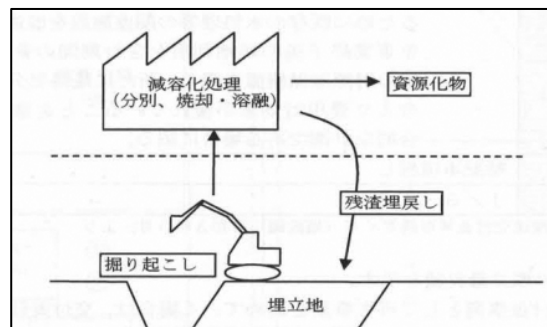 減容化処理
(分別、焼却・溶融)
資源化物
残渣埋戻し
掘り起こし
埋立地